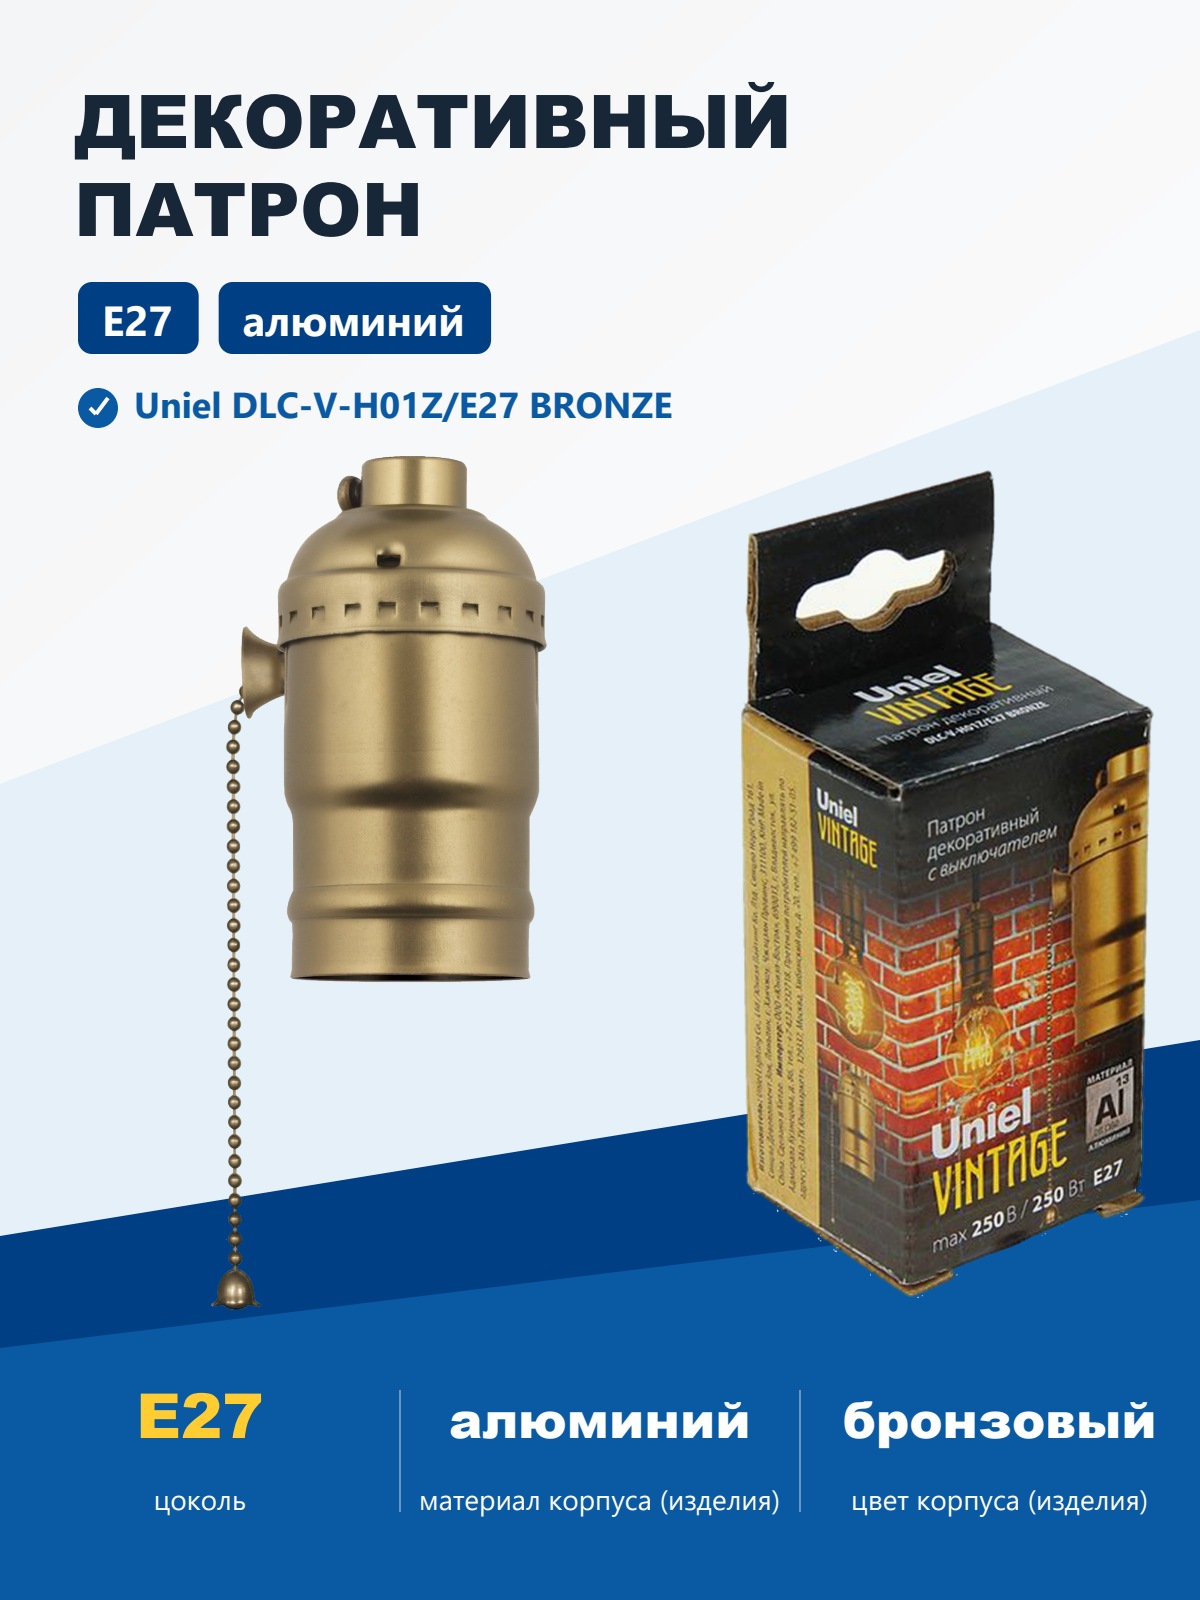 ДЕКОРАТИВНЫЙ
ПАТРОН
E27
алюминий
Uniel DLC-V-H01Z/E27 BRONZE
Uniel
VINTAGE
Патрон декоративный
DLC-V-H01Z/E27 BRONZE
Uniel
VINTAGE
Патрон
декоративный
с выключателем
МАТЕРИАЛ
13
Al
АЛЮМИНИЙ
Uniel
VINTAGE
max 250 В / 250 Вт E27
E27
цоколь
алюминий
материал корпуса (изделия)
бронзовый
цвет корпуса (изделия)